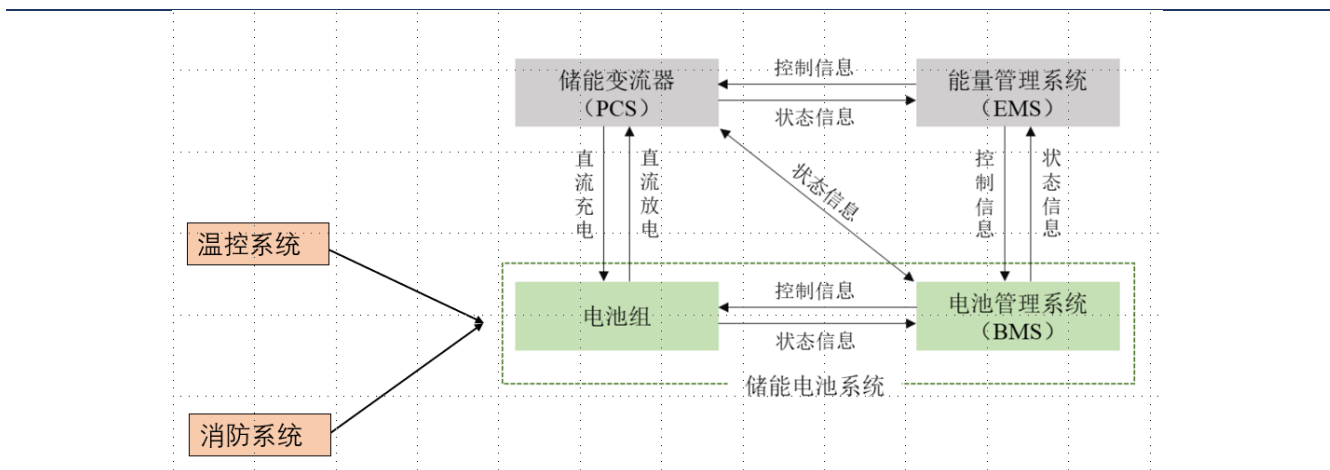 储能变流器
（PCS）
控制信息
状态信息
能量管理系统
（EMS）
直流充电
直流放电
状态信息
控制信息
状态信息
温控系统
电池组
控制信息
状态信息
电池管理系统
（BMS）
储能电池系统
消防系统